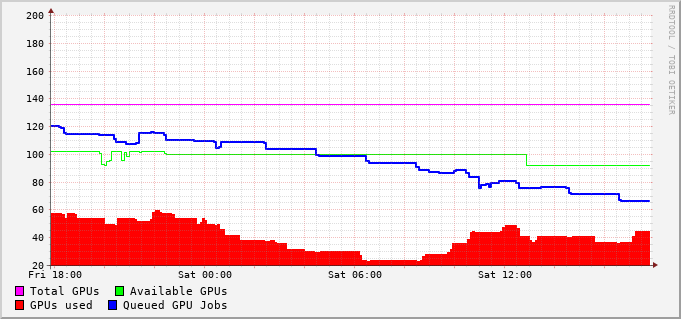 200
180
160
140
120
100
80
60
40
20
Fri 18:00 Sat 00:00 Sat 06:00 Sat 12:00
Total GPUs Available GPUs
GPUs used Queued GPU Jobs
RRDTOOL / TOBI OETIKER